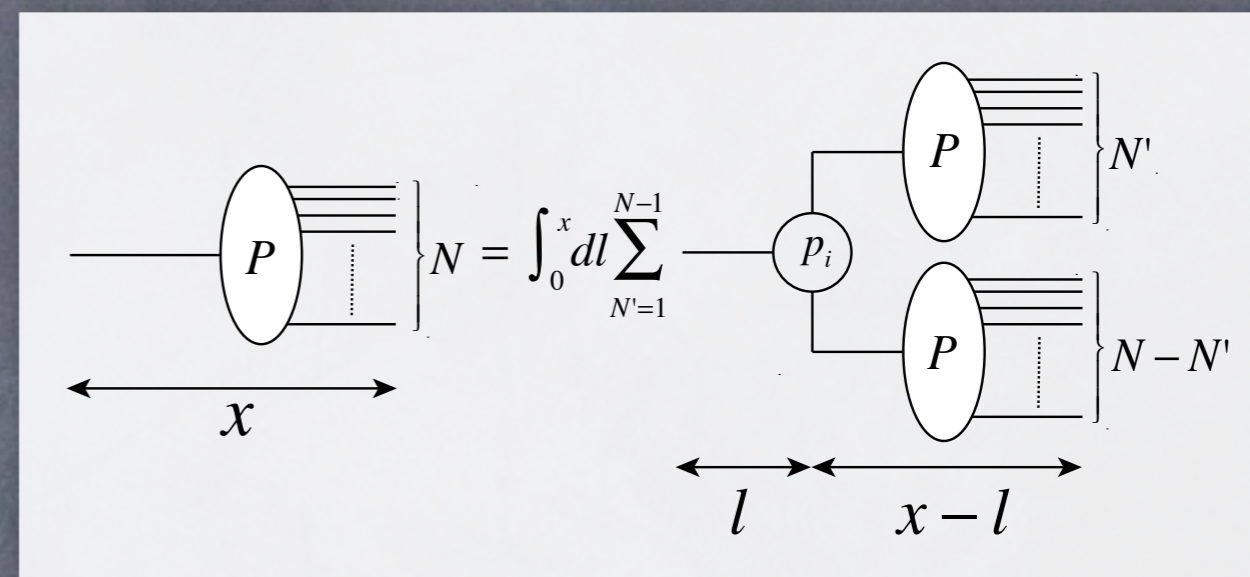 P
N
x
=
∫₀ˣ dl ∑_{N'=1}^{N−1}
p_i
P
N'
P
N − N'
l
x − l